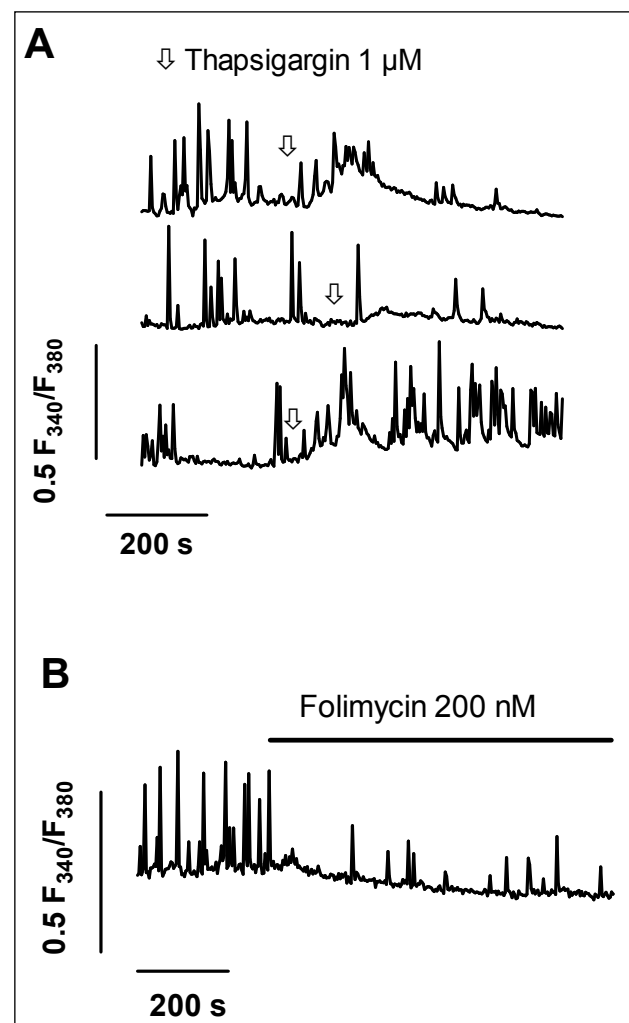 A
⇩ Thapsigargin 1 µM
0.5 F340/F380
200 s
B
Folimycin 200 nM
0.5 F340/F380
200 s